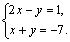 2x − y = 1,
x + y = −7.